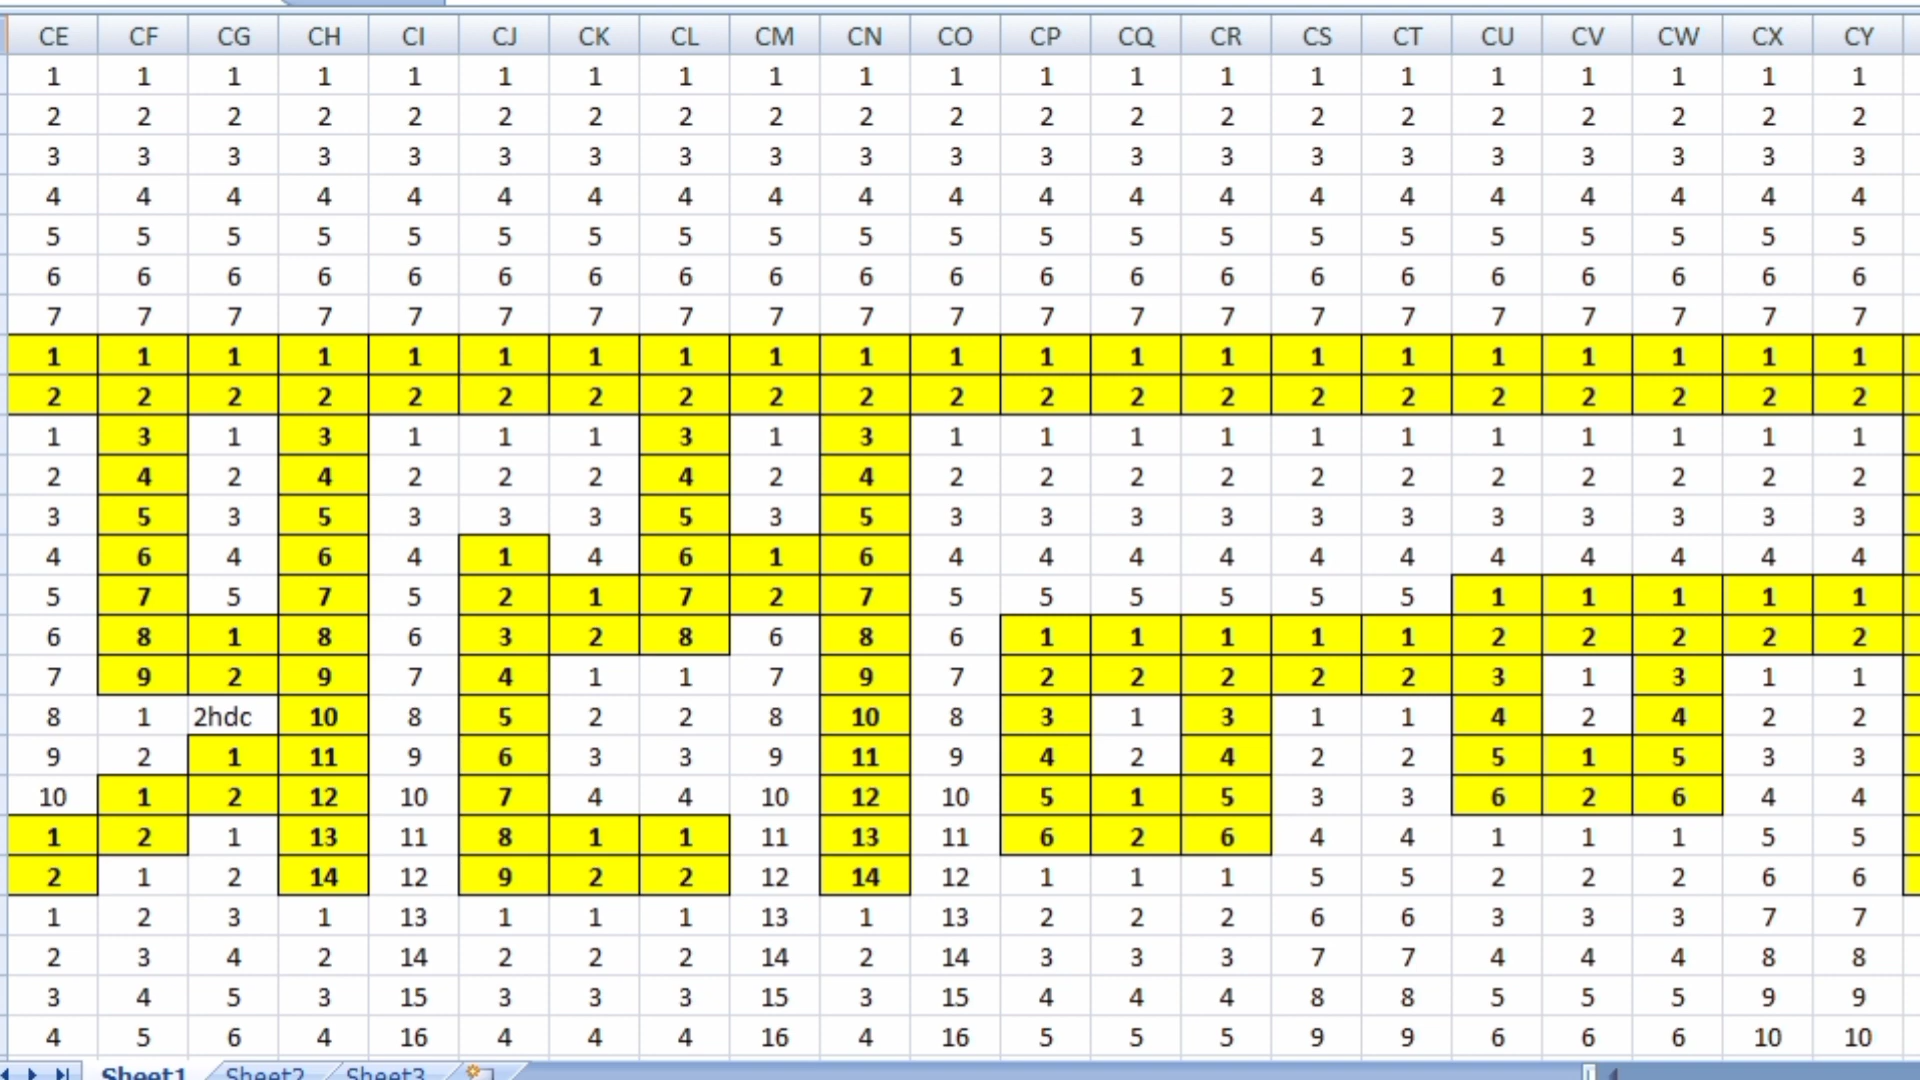 CE CF CG CH CI CJ CK CL CM CN CO CP CQ CR CS CT CU CV CW CX CY
1 1 1 1 1 1 1 1 1 1 1 1 1 1 1 1 1 1 1 1 1
2 2 2 2 2 2 2 2 2 2 2 2 2 2 2 2 2 2 2 2 2
3 3 3 3 3 3 3 3 3 3 3 3 3 3 3 3 3 3 3 3 3
4 4 4 4 4 4 4 4 4 4 4 4 4 4 4 4 4 4 4 4 4
5 5 5 5 5 5 5 5 5 5 5 5 5 5 5 5 5 5 5 5 5
6 6 6 6 6 6 6 6 6 6 6 6 6 6 6 6 6 6 6 6 6
7 7 7 7 7 7 7 7 7 7 7 7 7 7 7 7 7 7 7 7 7
1 1 1 1 1 1 1 1 1 1 1 1 1 1 1 1 1 1 1 1 1
2 2 2 2 2 2 2 2 2 2 2 2 2 2 2 2 2 2 2 2 2
1 3 1 3 1 1 1 3 1 3 1 1 1 1 1 1 1 1 1 1 1
2 4 2 4 2 2 2 4 2 4 2 2 2 2 2 2 2 2 2 2 2
3 5 3 5 3 3 3 5 3 5 3 3 3 3 3 3 3 3 3 3 3
4 6 4 6 4 1 4 6 1 6 4 4 4 4 4 4 4 4 4 4 4
5 7 5 7 5 2 1 7 2 7 5 5 5 5 5 5 1 1 1 1 1
6 8 1 8 6 3 2 8 6 8 6 1 1 1 1 1 2 2 2 2 2
7 9 2 9 7 4 1 1 7 9 7 2 2 2 2 2 3 1 3 1 1
8 1 2hdc 10 8 5 2 2 8 10 8 3 1 3 1 1 4 2 4 2 2
9 2 1 11 9 6 3 3 9 11 9 4 2 4 2 2 5 1 5 3 3
10 1 2 12 10 7 4 4 10 12 10 5 1 5 3 3 6 2 6 4 4
1 2 1 13 11 8 1 1 11 13 11 6 2 6 4 4 1 1 1 5 5
2 1 2 14 12 9 2 2 12 14 12 1 1 1 5 5 2 2 2 6 6
1 2 3 1 13 1 1 1 13 1 13 2 2 2 6 6 3 3 3 7 7
2 3 4 2 14 2 2 2 14 2 14 3 3 3 7 7 4 4 4 8 8
3 4 5 3 15 3 3 3 15 3 15 4 4 4 8 8 5 5 5 9 9
4 5 6 4 16 4 4 4 16 4 16 5 5 5 9 9 6 6 6 10 10
Sheet1 Sheet2 Sheet3